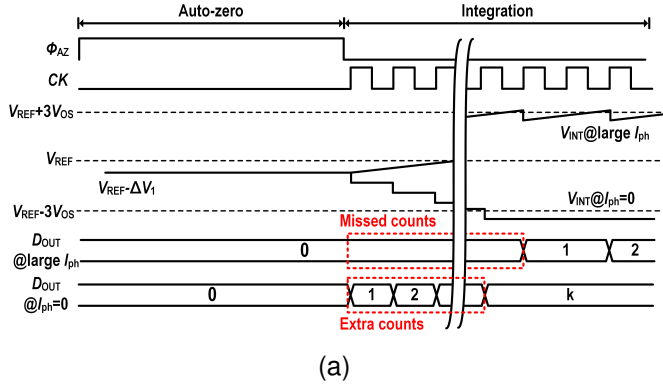 Auto-zero Integration
ΦAZ
CK
VREF+3VOS
VINT@large Iph
VREF
VREF-ΔV1
VINT@Iph=0
VREF-3VOS
Missed counts
DOUT
@large Iph
0 1 2
DOUT
@Iph=0
0 1 2 k
Extra counts
(a)